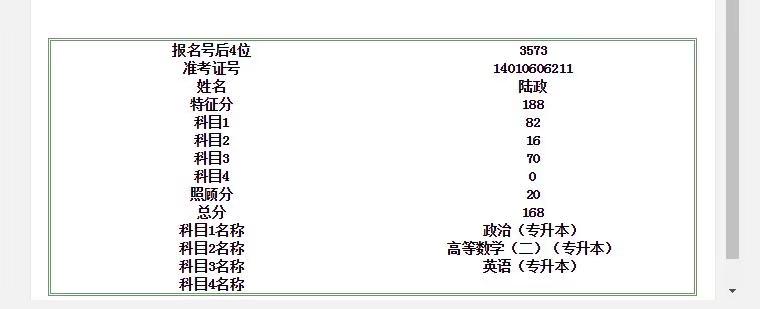 报名号后4位 3573
准考证号 14010606211
姓名 陆政
特征分 188
科目1 82
科目2 16
科目3 70
科目4 0
照顾分 20
总分 168
科目1名称 政治（专升本）
科目2名称 高等数学（二）（专升本）
科目3名称 英语（专升本）
科目4名称